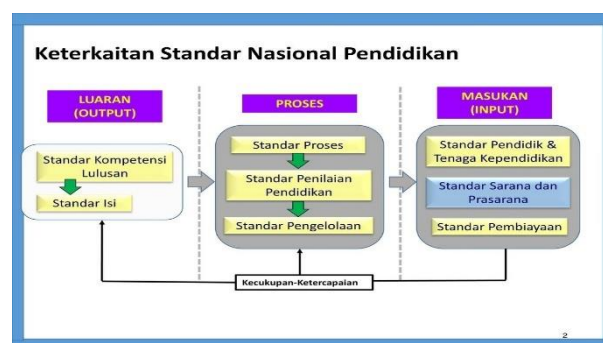 Keterkaitan Standar Nasional Pendidikan
LUARAN
(OUTPUT)
Standar Kompetensi
Lulusan
Standar Isi
PROSES
Standar Proses
Standar Penilaian
Pendidikan
Standar Pengelolaan
MASUKAN
(INPUT)
Standar Pendidik &
Tenaga Kependidikan
Standar Sarana dan
Prasarana
Standar Pembiayaan
Kecukupan-Ketercapaian
2